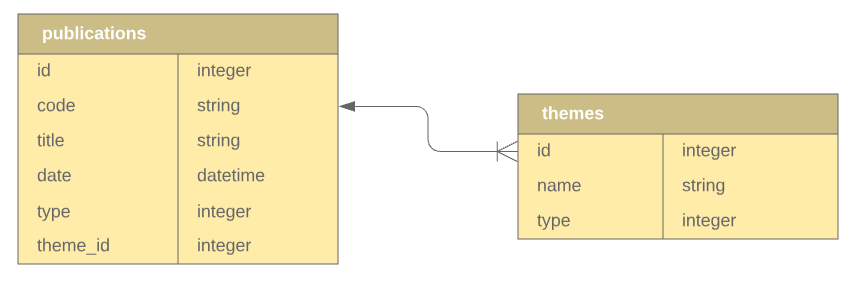 publications
id integer
code string
title string
date datetime
type integer
theme_id integer
themes
id integer
name string
type integer